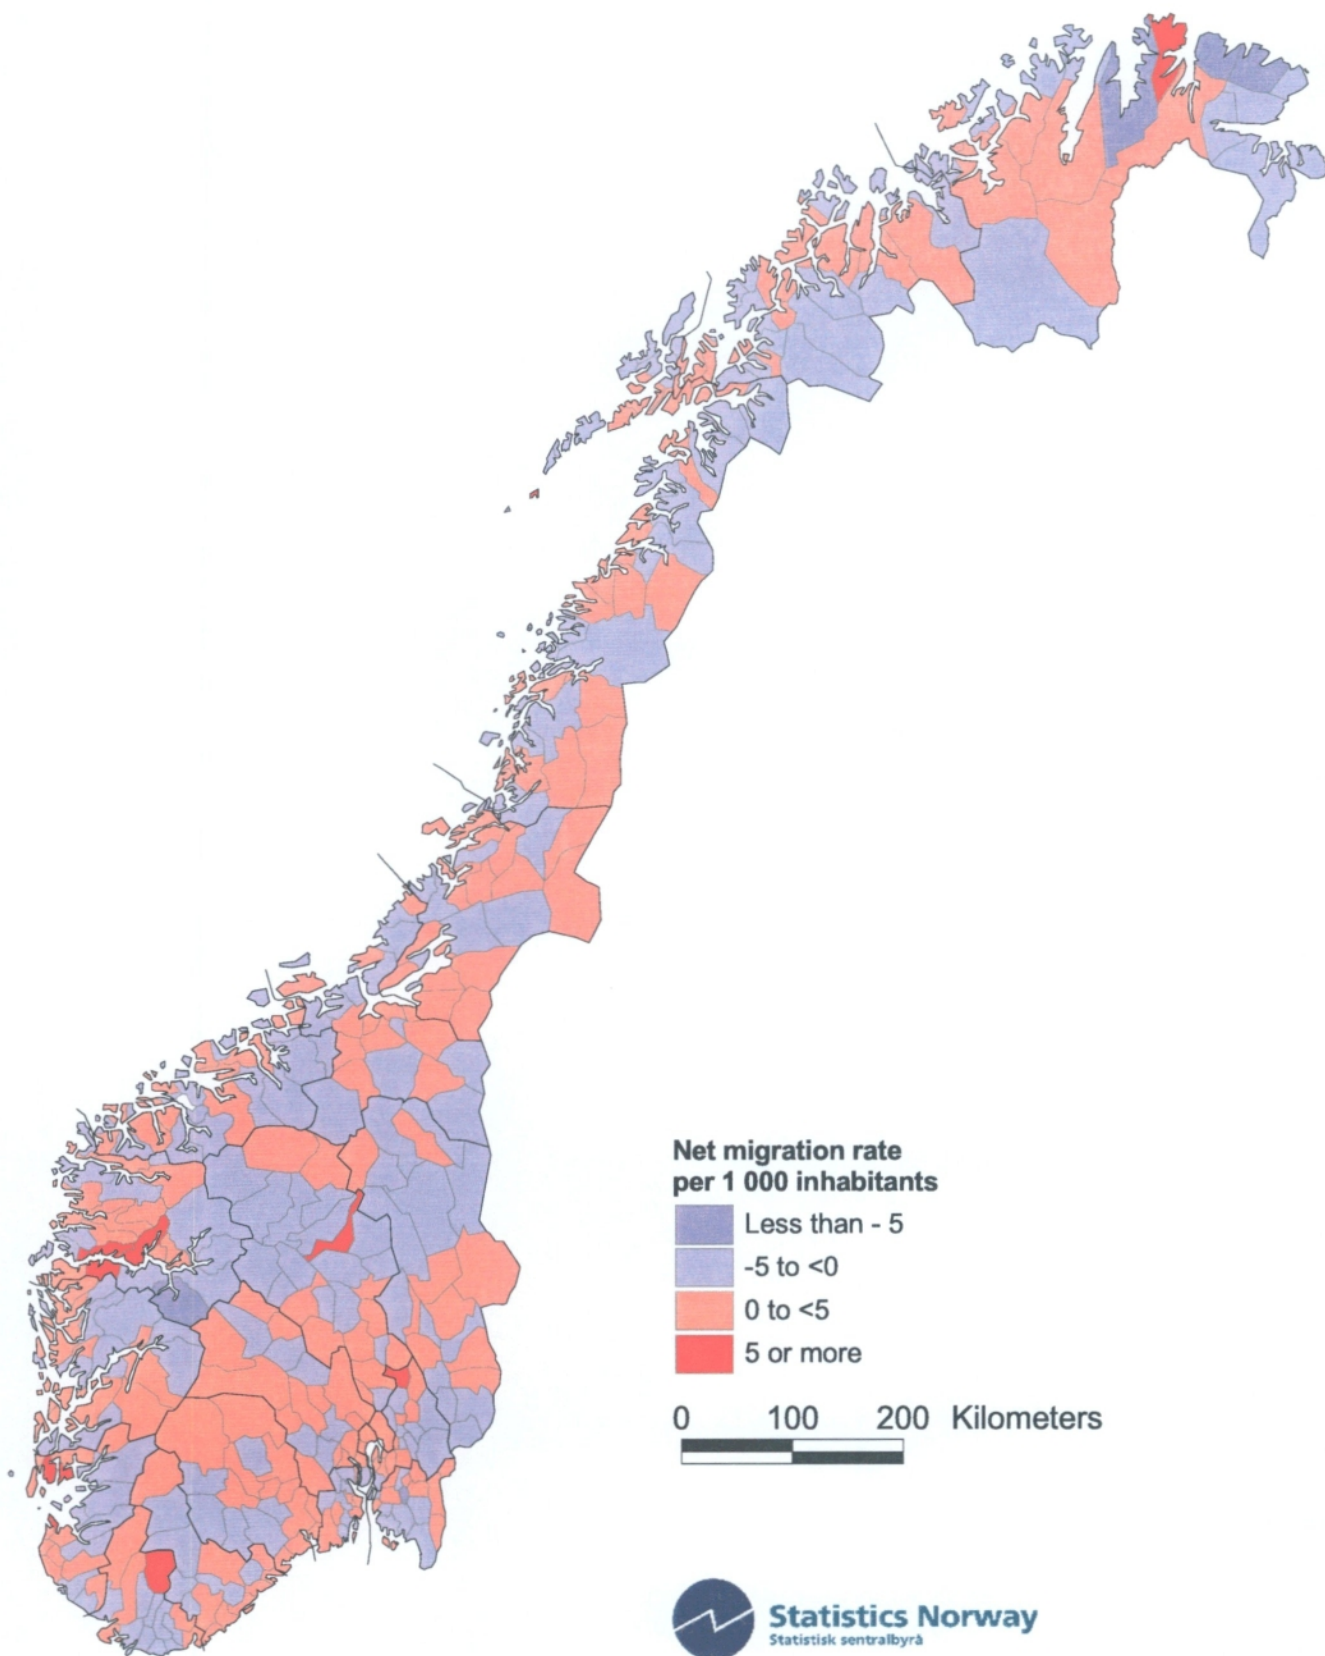 Net migration rate
per 1 000 inhabitants
Less than - 5
-5 to <0
0 to <5
5 or more
0 100 200 Kilometers
Statistics Norway
Statistisk sentralbyrå